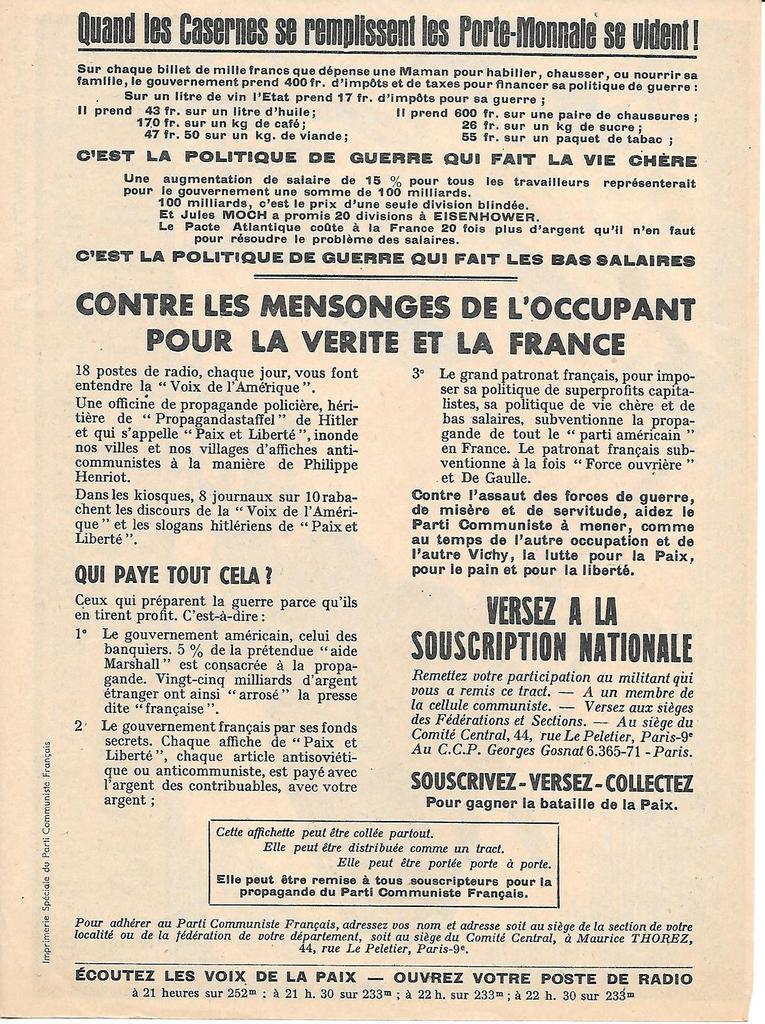 Quand les Casernes se remplissent les Porte-Monnaie se vident !
Sur chaque billet de mille francs que dépense une Maman pour habiller, chausser, ou nourrir sa
famille, le gouvernement prend 400 fr. d'impôts et de taxes pour financer sa politique de guerre :
Sur un litre de vin l'Etat prend 17 fr. d'impôts pour sa guerre ;
Il prend 43 fr. sur un litre d'huile;
170 fr. sur un kg de café;
47 fr. 50 sur un kg. de viande;
Il prend 600 fr. sur une paire de chaussures ;
26 fr. sur un kg de sucre ;
55 fr. sur un paquet de tabac ;
C'EST LA POLITIQUE DE GUERRE QUI FAIT LA VIE CHÈRE
Une augmentation de salaire de 15 % pour tous les travailleurs représenterait
pour le gouvernement une somme de 100 milliards.
100 milliards, c'est le prix d'une seule division blindée.
Et Jules MOCH a promis 20 divisions à EISENHOWER.
Le Pacte Atlantique coûte à la France 20 fois plus d'argent qu'il n'en faut
pour résoudre le problème des salaires.
C'EST LA POLITIQUE DE GUERRE QUI FAIT LES BAS SALAIRES
CONTRE LES MENSONGES DE L'OCCUPANT
POUR LA VERITE ET LA FRANCE
18 postes de radio, chaque jour, vous font
entendre la “ Voix de l'Amérique ”.
Une officine de propagande policière, héri-
tière de “ Propagandastaffel ” de Hitler
et qui s'appelle “ Paix et Liberté ”, inonde
nos villes et nos villages d'affiches anti-
communistes à la manière de Philippe
Henriot.
Dans les kiosques, 8 journaux sur 10 raba-
chent les discours de la “ Voix de l'Améri-
que ” et les slogans hitlériens de “ Paix et
Liberté ”.
QUI PAYE TOUT CELA ?
Ceux qui préparent la guerre parce qu'ils
en tirent profit. C'est-à-dire :
1° Le gouvernement américain, celui des
banquiers. 5 % de la prétendue “ aide
Marshall ” est consacrée à la propa-
gande. Vingt-cinq milliards d'argent
étranger ont ainsi “ arrosé ” la presse
dite “ française ”.
2° Le gouvernement français par ses fonds
secrets. Chaque affiche de “ Paix et
Liberté ”, chaque article antisoviéti-
que ou anticommuniste, est payé avec
l'argent des contribuables, avec votre
argent ;
3° Le grand patronat français, pour impo-
ser sa politique de superprofits capita-
listes, sa politique de vie chère et de
bas salaires, subventionne la propa-
gande de tout le “ parti américain ”
en France. Le patronat français sub-
ventionne à la fois “ Force ouvrière ”
et De Gaulle.
Contre l'assaut des forces de guerre,
de misère et de servitude, aidez le
Parti Communiste à mener, comme
au temps de l'autre occupation et de
l'autre Vichy, la lutte pour la Paix,
pour le pain et pour la liberté.
VERSEZ A LA
SOUSCRIPTION NATIONALE
Remettez votre participation au militant qui
vous a remis ce tract. — A un membre de
la cellule communiste. — Versez aux sièges
des Fédérations et Sections. — Au siège du
Comité Central, 44, rue Le Peletier, Paris-9e
Au C.C.P. Georges Gosnat 6.365-71 - Paris.
SOUSCRIVEZ - VERSEZ - COLLECTEZ
Pour gagner la bataille de la Paix.
Cette affichette peut être collée partout.
Elle peut être distribuée comme un tract.
Elle peut être portée porte à porte.
Elle peut être remise à tous souscripteurs pour la
propagande du Parti Communiste Français.
Imprimerie Spéciale du Parti Communiste Français
Pour adhérer au Parti Communiste Français, adressez vos nom et adresse soit au siège de la section de votre
localité ou de la fédération de votre département, soit au siège du Comité Central, à Maurice THOREZ,
44, rue Le Peletier, Paris-9e.
ÉCOUTEZ LES VOIX DE LA PAIX — OUVREZ VOTRE POSTE DE RADIO
à 21 heures sur 252m : à 21 h. 30 sur 233m ; à 22 h. sur 233m ; à 22 h. 30 sur 233m